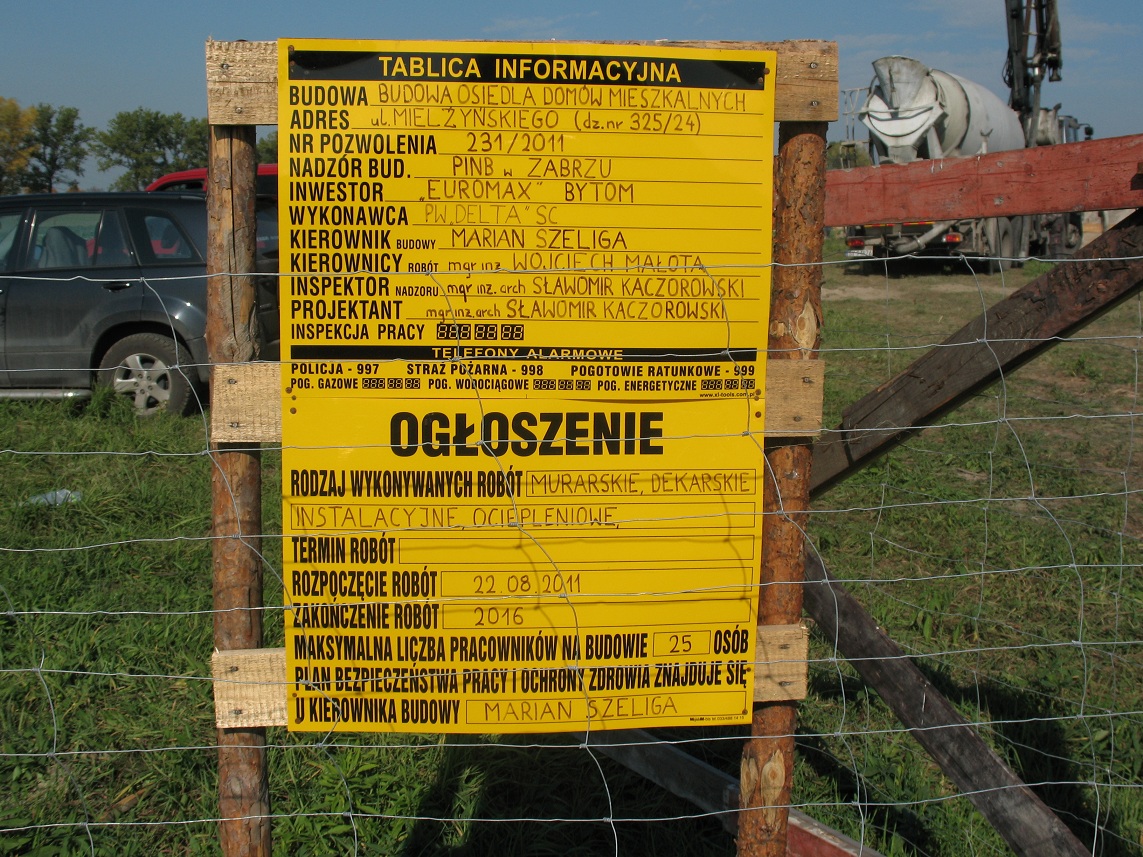 TABLICA INFORMACYJNA
BUDOWA BUDOWA OSIEDLA DOMÓW MIESZKALNYCH
ADRES ul. MIELŻYŃSKIEGO (dz.nr 325/24)
NR POZWOLENIA 231/2011
NADZÓR BUD. PINB w ZABRZU
INWESTOR „EUROMAX" BYTOM
WYKONAWCA PW„DELTA" SC
KIEROWNIK BUDOWY MARIAN SZELIGA
KIEROWNICY ROBÓT mgr inż. WOJCIECH MAŁOTA
INSPEKTOR NADZORU mgr inż. arch SŁAWOMIR KACZOROWSKI
PROJEKTANT mgr.inż.arch SŁAWOMIR KACZOROWSKI
INSPEKCJA PRACY 888 88 88
TELEFONY ALARMOWE
POLICJA - 997 STRAŻ POŻARNA - 998 POGOTOWIE RATUNKOWE - 999
POG. GAZOWE 888 88 88 POG. WODOCIĄGOWE 888 88 88 POG. ENERGETYCZNE 888 88 88
www.xl-tools.com.pl
OGŁOSZENIE
RODZAJ WYKONYWANYCH ROBÓT MURARSKIE, DEKARSKIE
INSTALACYJNE, OCIEPLENIOWE,
TERMIN ROBÓT
ROZPOCZĘCIE ROBÓT 22.08.2011
ZAKOŃCZENIE ROBÓT 2016
MAKSYMALNA LICZBA PRACOWNIKÓW NA BUDOWIE 25 OSÓB
PLAN BEZPIECZEŃSTWA PRACY I OCHRONY ZDROWIA ZNAJDUJE SIĘ
U KIEROWNIKA BUDOWY MARIAN SZELIGA